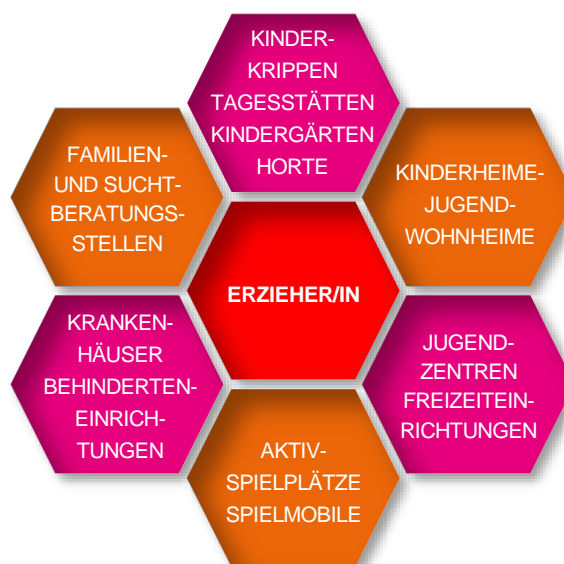 KINDER-
KRIPPEN
TAGESSTÄTTEN
KINDERGÄRTEN
HORTE
FAMILIEN-
UND SUCHT-
BERATUNGS-
STELLEN
KINDERHEIME-
JUGEND-
WOHNHEIME
ERZIEHER/IN
KRANKEN-
HÄUSER
BEHINDERTEN-
EINRICH-
TUNGEN
JUGEND-
ZENTREN
FREIZEITEIN-
RICHTUNGEN
AKTIV-
SPIELPLÄTZE
SPIELMOBILE